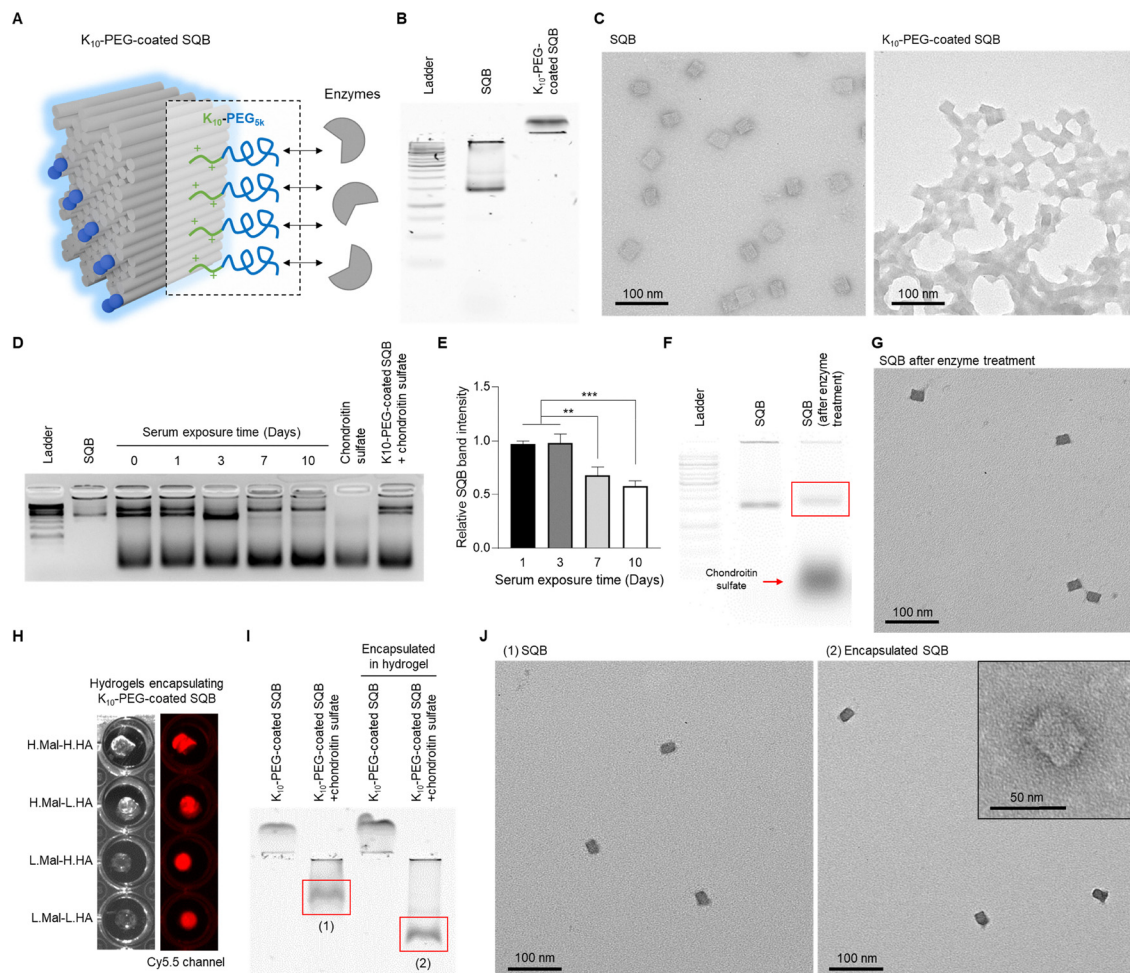 A
K10-PEG-coated SQB
K10-PEG5k
Enzymes
+
+
+
+
+
+
+
+
B
Ladder
SQB
K10-PEG-
coated SQB
C
SQB
100 nm
K10-PEG-coated SQB
100 nm
D
Ladder
SQB
Serum exposure time (Days)
0 1 3 7 10
Chondroitin
sulfate
K10-PEG-coated SQB
+ chondroitin sulfate
E
Relative SQB band intensity
1.5
1.0
0.5
0.0
***
**
1 3 7 10
Serum exposure time (Days)
F
Ladder
SQB
SQB
(after enzyme
treatment)
Chondroitin
sulfate
G
SQB after enzyme treatment
100 nm
H
Hydrogels encapsulating
K10-PEG-coated SQB
H.Mal-H.HA
H.Mal-L.HA
L.Mal-H.HA
L.Mal-L.HA
Cy5.5 channel
I
Encapsulated
in hydrogel
K10-PEG-coated SQB
K10-PEG-coated SQB
+chondroitin sulfate
K10-PEG-coated SQB
K10-PEG-coated SQB
+chondroitin sulfate
(1)
(2)
J
(1) SQB
100 nm
(2) Encapsulated SQB
50 nm
100 nm